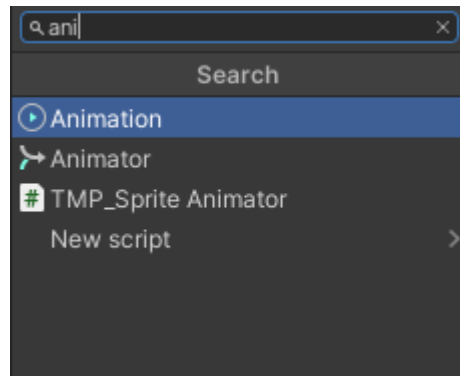 ani
Search
Animation
Animator
# TMP_Sprite Animator
New script